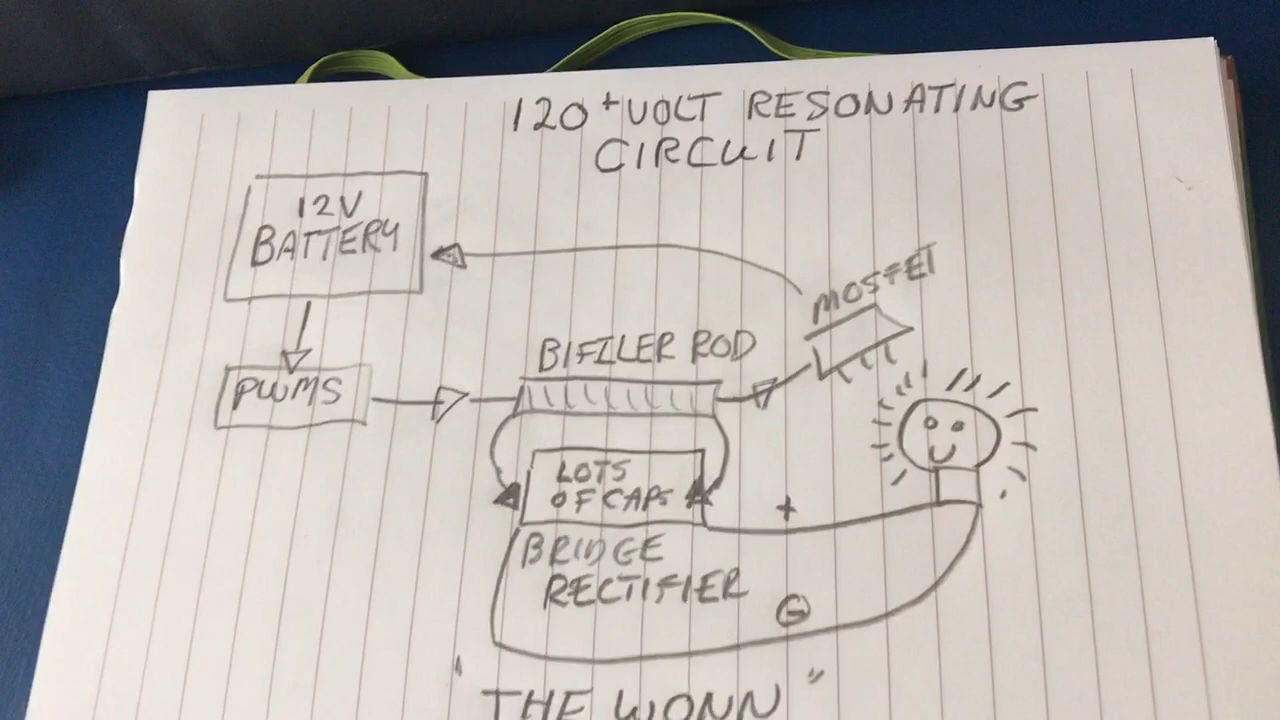 120+ VOLT RESONATING
CIRCUIT
12V
BATTERY
MOSFET
BIFILER ROD
PWMS
LOTS
OF CAPS
+
BRIDGE
RECTIFIER
G
"THE WONN"